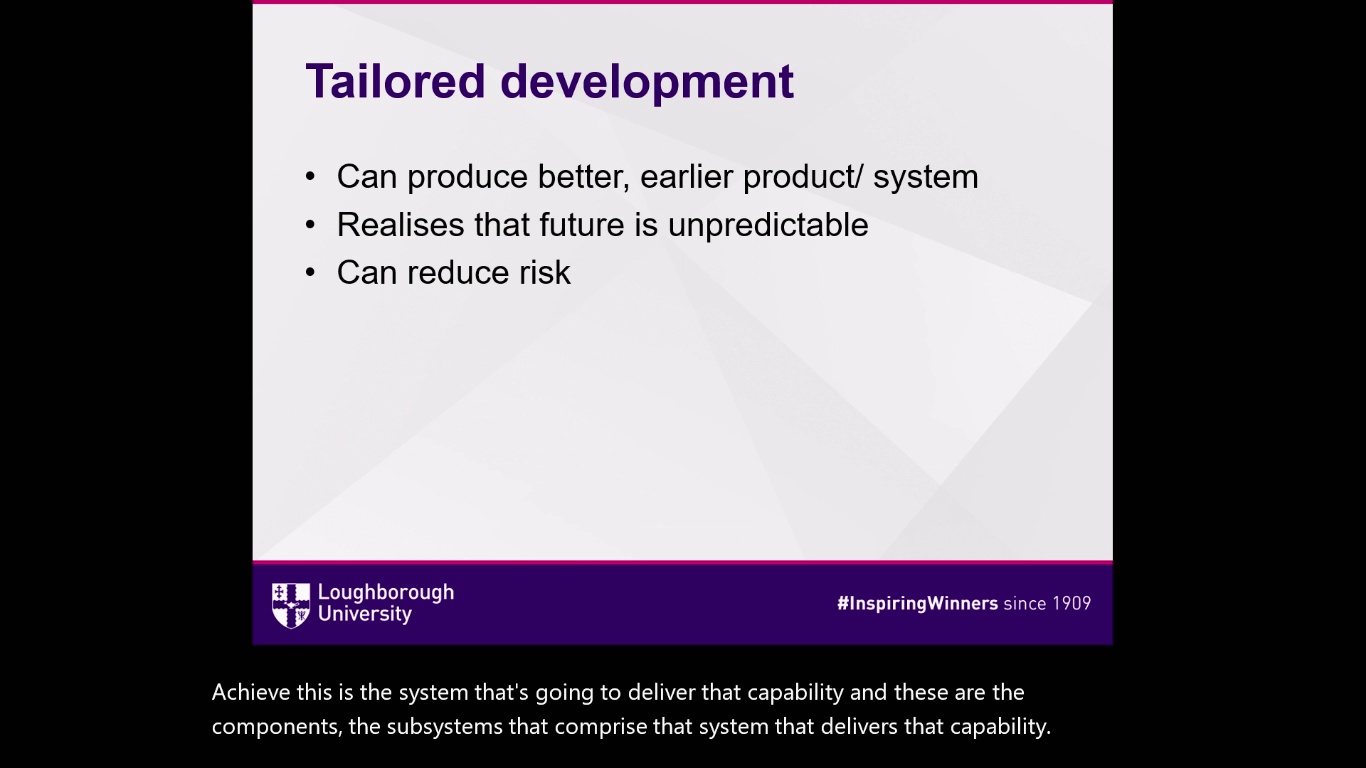 Tailored development
• Can produce better, earlier product/ system
• Realises that future is unpredictable
• Can reduce risk
Loughborough
University
#InspiringWinners since 1909
Achieve this is the system that's going to deliver that capability and these are the
components, the subsystems that comprise that system that delivers that capability.